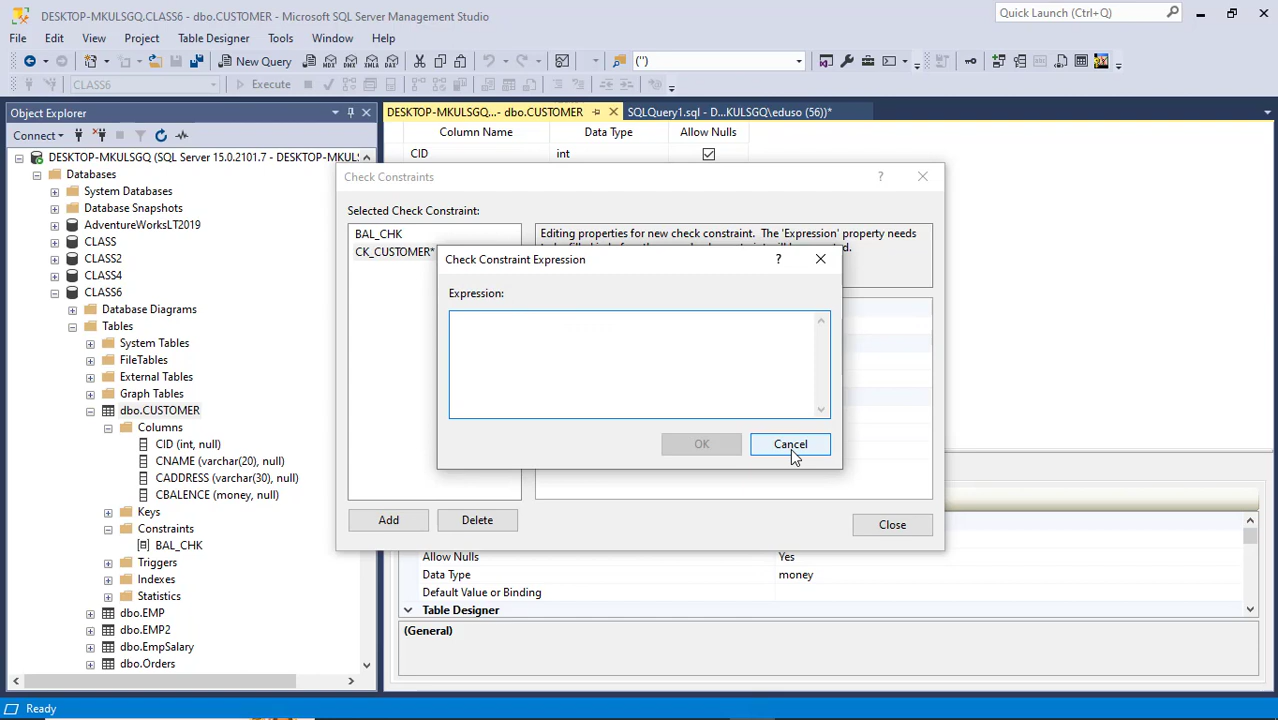 DESKTOP-MKULSGQ.CLASS6 - dbo.CUSTOMER - Microsoft SQL Server Management Studio
Quick Launch (Ctrl+Q)
File Edit View Project Table Designer Tools Window Help
New Query
('')
CLASS6
Execute
Object Explorer
DESKTOP-MKULSGQ...- dbo.CUSTOMER
SQLQuery1.sql - D...KULSGQ\eduso (56))*
Connect
Column Name Data Type Allow Nulls
CID int
DESKTOP-MKULSGQ (SQL Server 15.0.2101.7 - DESKTOP-MKUL
Databases
System Databases
Database Snapshots
AdventureWorksLT2019
CLASS
CLASS2
CLASS4
CLASS6
Database Diagrams
Tables
System Tables
FileTables
External Tables
Graph Tables
dbo.CUSTOMER
Columns
CID (int, null)
CNAME (varchar(20), null)
CADDRESS (varchar(30), null)
CBALENCE (money, null)
Keys
Constraints
BAL_CHK
Triggers
Indexes
Statistics
dbo.EMP
dbo.EMP2
dbo.EmpSalary
dbo.Orders
Check Constraints
?
Selected Check Constraint:
BAL_CHK
CK_CUSTOMER*
Editing properties for new check constraint. The 'Expression' property needs
Check Constraint Expression
?
Expression:
OK
Cancel
Add
Delete
Close
Allow Nulls Yes
Data Type money
Default Value or Binding
Table Designer
(General)
Ready